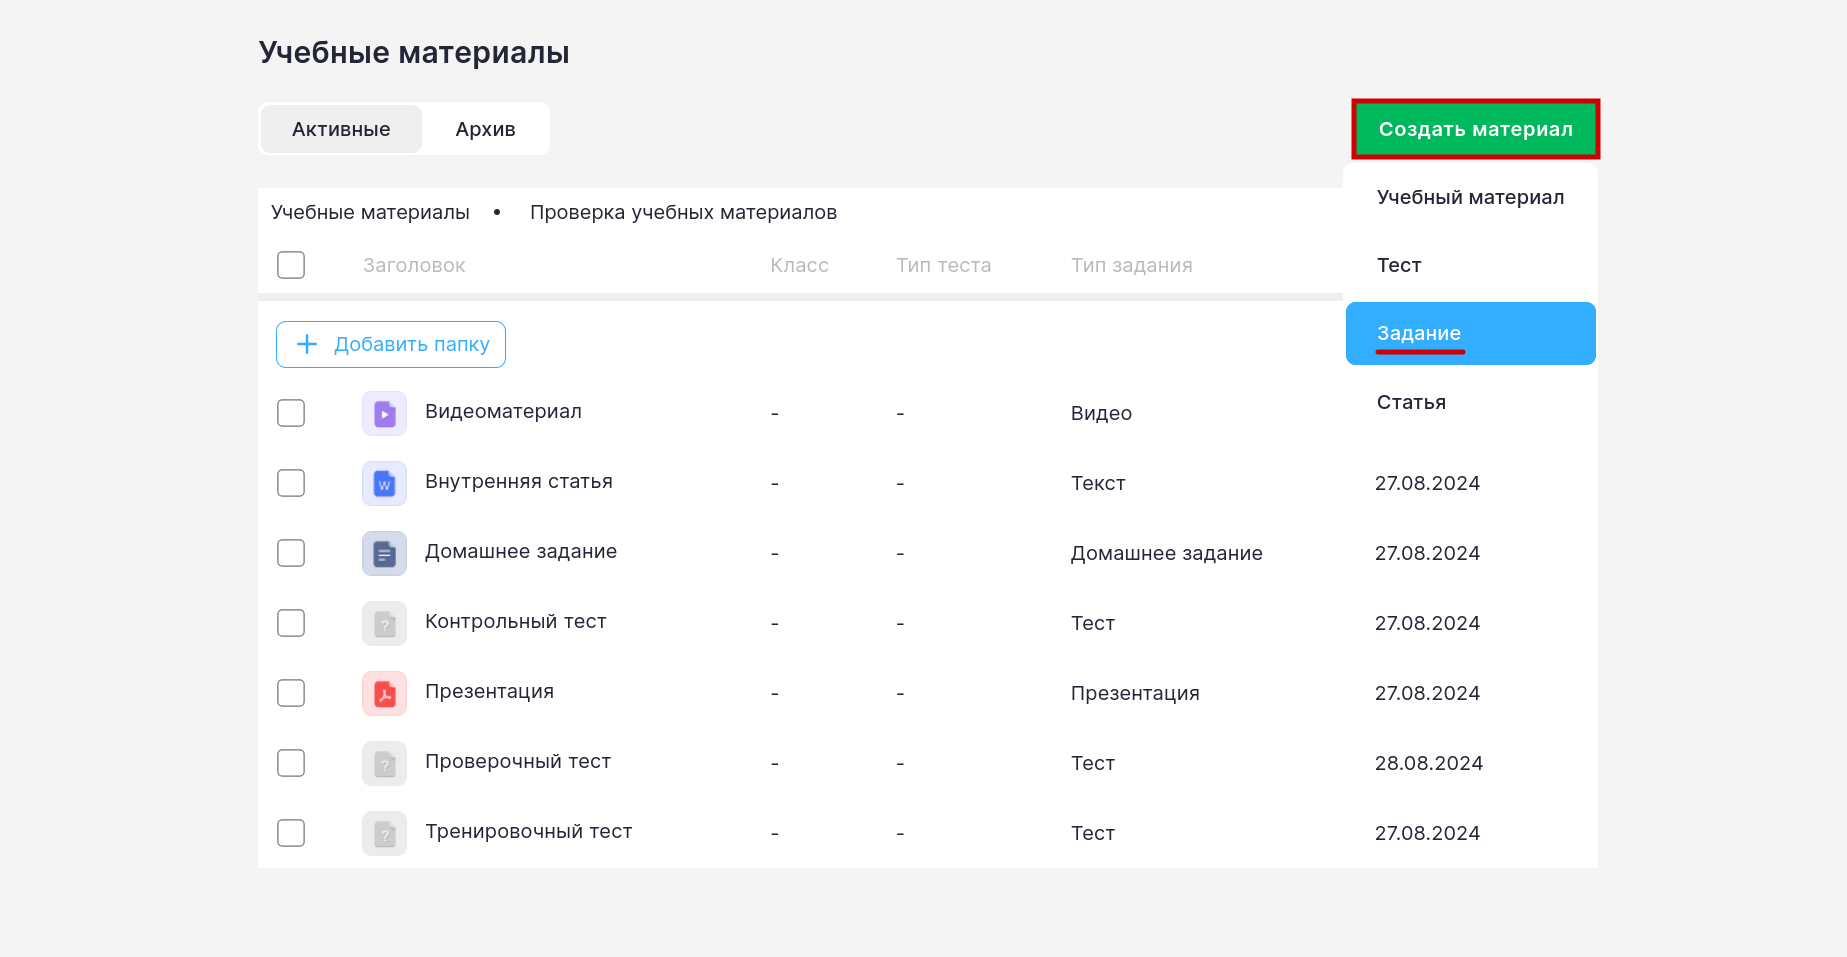 Учебные материалы
Активные Архив Создать материал
Учебные материалы • Проверка учебных материалов Учебный материал
Заголовок Класс Тип теста Тип задания Тест
+ Добавить папку Задание
Видеоматериал - - Видео Статья
Внутренняя статья - - Текст 27.08.2024
Домашнее задание - - Домашнее задание 27.08.2024
Контрольный тест - - Тест 27.08.2024
Презентация - - Презентация 27.08.2024
Проверочный тест - - Тест 28.08.2024
Тренировочный тест - - Тест 27.08.2024